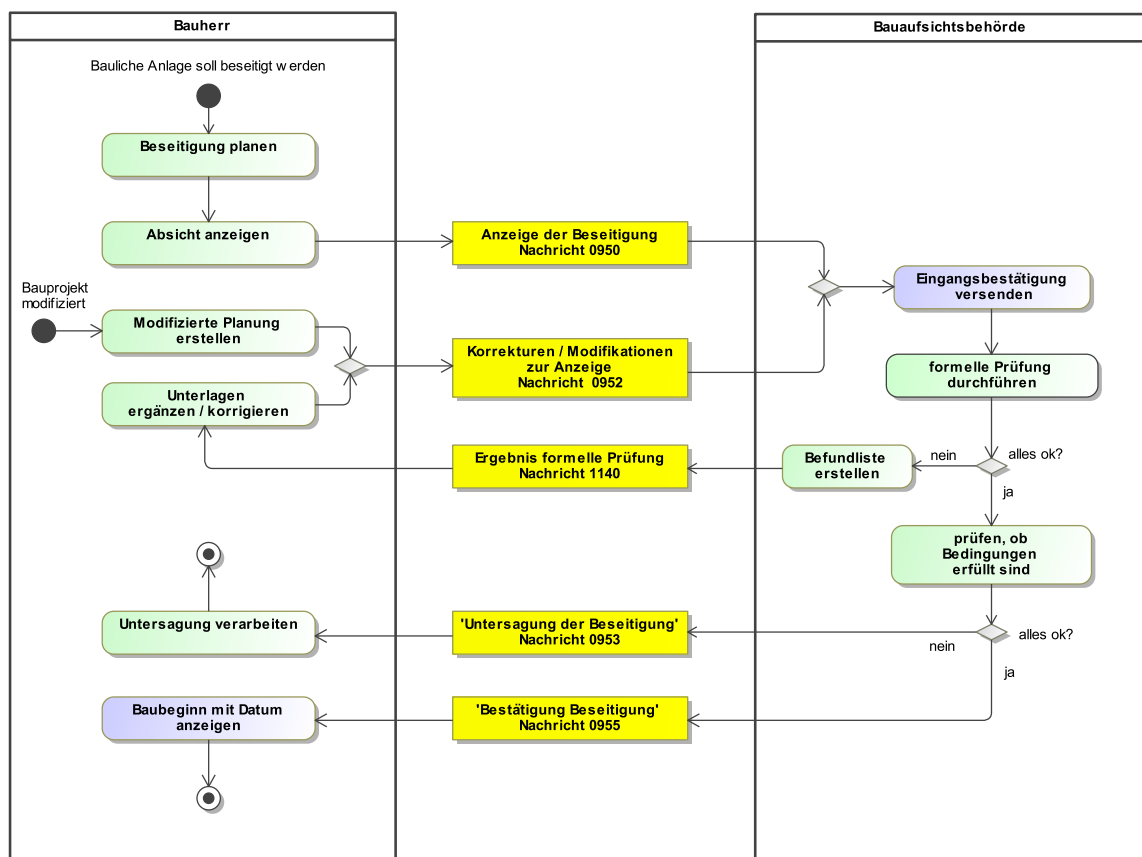 Bauherr
Bauaufsichtsbehörde
Bauliche Anlage soll beseitigt werden
Beseitigung planen
Absicht anzeigen
Anzeige der Beseitigung
Nachricht 0950
Eingangsbestätigung
versenden
Bauprojekt
modifiziert
Modifizierte Planung
erstellen
Korrekturen / Modifikationen
zur Anzeige
Nachricht 0952
formelle Prüfung
durchführen
Unterlagen
ergänzen / korrigieren
Ergebnis formelle Prüfung
Nachricht 1140
Befundliste
erstellen
nein
alles ok?
ja
prüfen, ob
Bedingungen
erfüllt sind
Untersagung verarbeiten
'Untersagung der Beseitigung'
Nachricht 0953
nein
alles ok?
ja
Baubeginn mit Datum
anzeigen
'Bestätigung Beseitigung'
Nachricht 0955